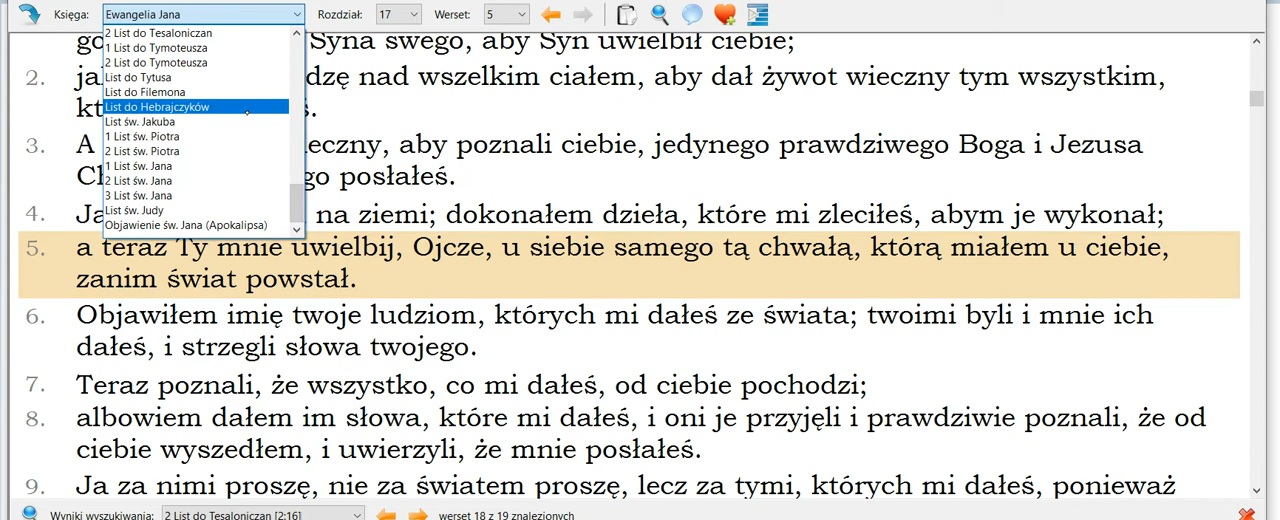 Księga: Ewangelia Jana Rozdział: 17 Werset: 5
2 List do Tesaloniczan
1 List do Tymoteusza
2 List do Tymoteusza
List do Tytusa
List do Filemona
List do Hebrajczyków
List św. Jakuba
1 List św. Piotra
2 List św. Piotra
1 List św. Jana
2 List św. Jana
3 List św. Jana
List św. Judy
Objawienie św. Jana (Apokalipsa)
Syna swego, aby Syn uwielbił ciebie;
2. nad wszelkim ciałem, aby dał żywot wieczny tym wszystkim,
3. A aby poznali ciebie, jedynego prawdziwego Boga i Jezusa
posłałeś.
4. na ziemi; dokonałem dzieła, które mi zleciłeś, abym je wykonał;
5. a teraz Ty mnie uwielbij, Ojcze, u siebie samego tą chwałą, którą miałem u ciebie,
zanim świat powstał.
6. Objawiłem imię twoje ludziom, których mi dałeś ze świata; twoimi byli i mnie ich
dałeś, i strzegli słowa twojego.
7. Teraz poznali, że wszystko, co mi dałeś, od ciebie pochodzi;
8. albowiem dałem im słowa, które mi dałeś, i oni je przyjęli i prawdziwie poznali, że od
ciebie wyszedłem, i uwierzyli, że mnie posłałeś.
9. Ja za nimi proszę, nie za światem proszę, lecz za tymi, których mi dałeś, ponieważ
Wyniki wyszukiwania: 2 List do Tesaloniczan [2:16] werset 18 z 19 znalezionych